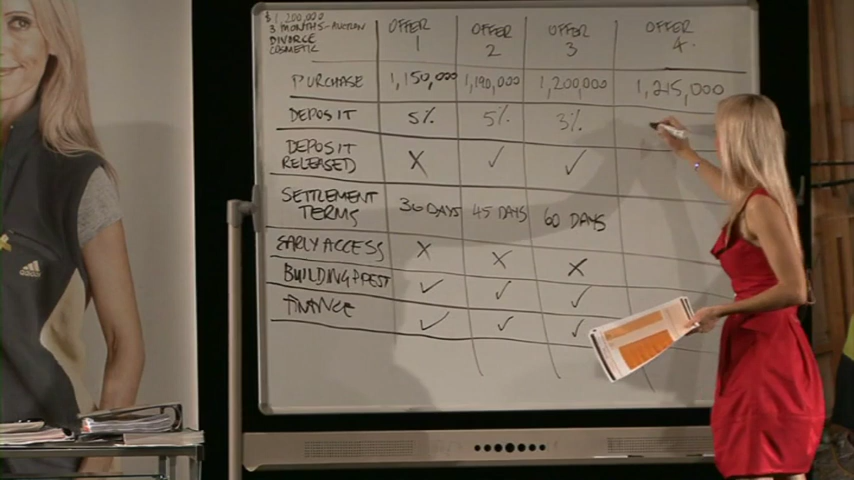 $1,200,000
3 MONTHS - AUCTION
DIVORCE
COSMETIC
OFFER 1
OFFER 2
OFFER 3
OFFER 4.
PURCHASE 1,150,000 1,190,000 1,200,000 1,215,000
DEPOSIT 5% 5% 3%
DEPOSIT RELEASED X ✓ ✓
SETTLEMENT TERMS 30 DAYS 45 DAYS 60 DAYS
EARLY ACCESS X X X
BUILDING + PEST ✓ ✓ ✓
FINANCE ✓ ✓ ✓
adidas